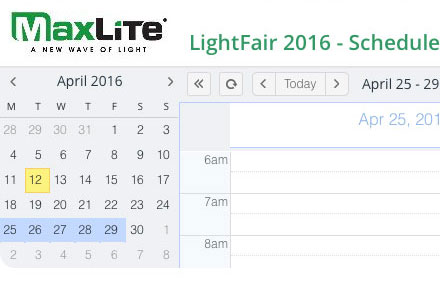 MAXLITE®
A NEW WAVE OF LIGHT
LightFair 2016 - Schedule
April 2016
Today
April 25 - 29
M T W T F S S
28 29 30 31 1 2 3
4 5 6 7 8 9 10
11 12 13 14 15 16 17
18 19 20 21 22 23 24
25 26 27 28 29 30 1
2 3 4 5 6 7 8
Apr 25, 201
6am
7am
8am